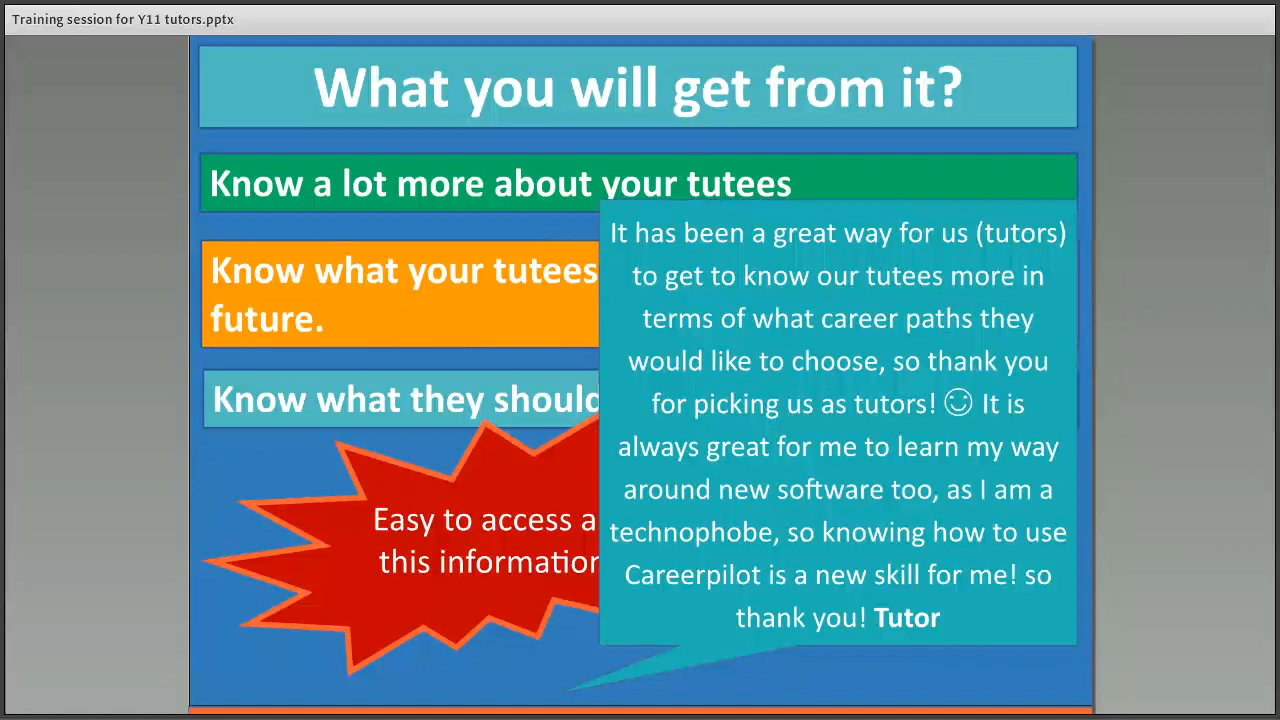 Training session for Y11 tutors.pptx
What you will get from it?
Know a lot more about your tutees
Know what your tutees
future.
Know what they should
Easy to access a
this information
It has been a great way for us (tutors)
to get to know our tutees more in
terms of what career paths they
would like to choose, so thank you
for picking us as tutors! ☺ It is
always great for me to learn my way
around new software too, as I am a
technophobe, so knowing how to use
Careerpilot is a new skill for me! so
thank you! Tutor